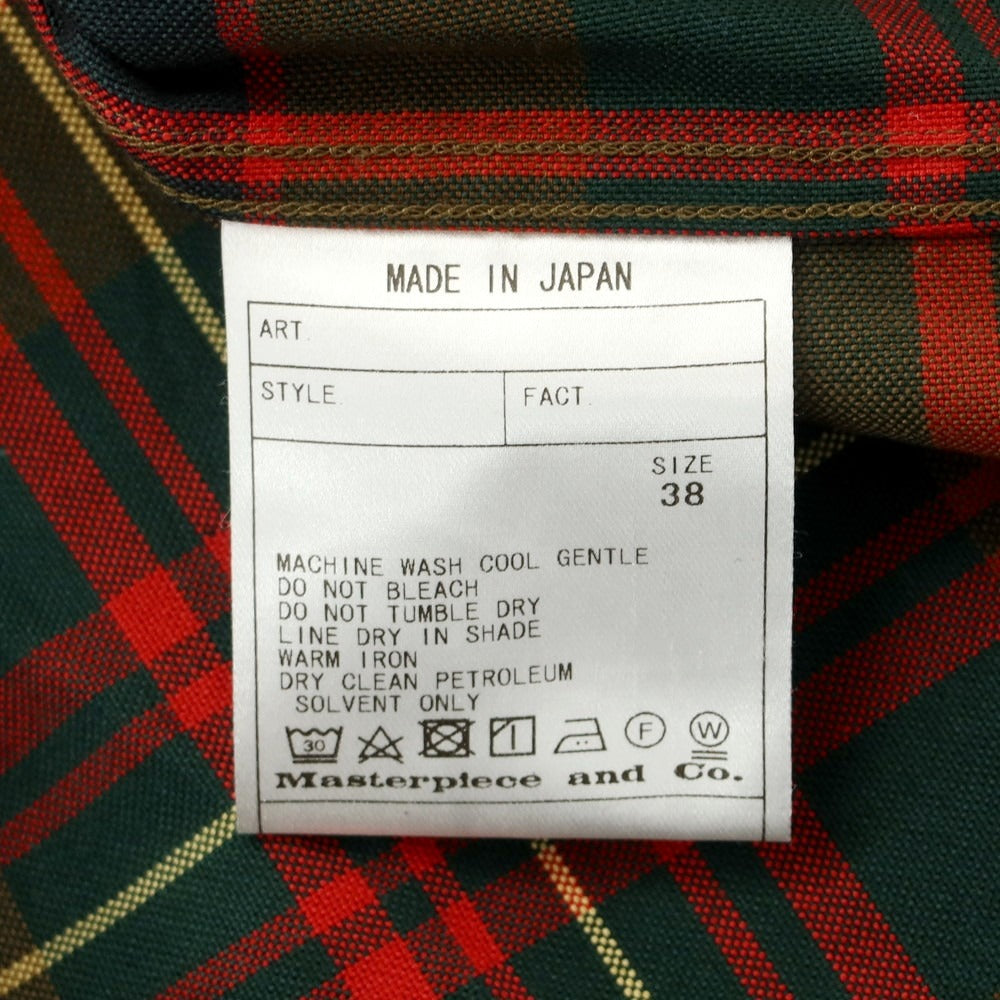 MADE IN JAPAN
ART.
STYLE.
FACT.
SIZE
38
MACHINE WASH COOL GENTLE
DO NOT BLEACH
DO NOT TUMBLE DRY
LINE DRY IN SHADE
WARM IRON
DRY CLEAN PETROLEUM
SOLVENT ONLY
30 F W
Masterpiece and Co.